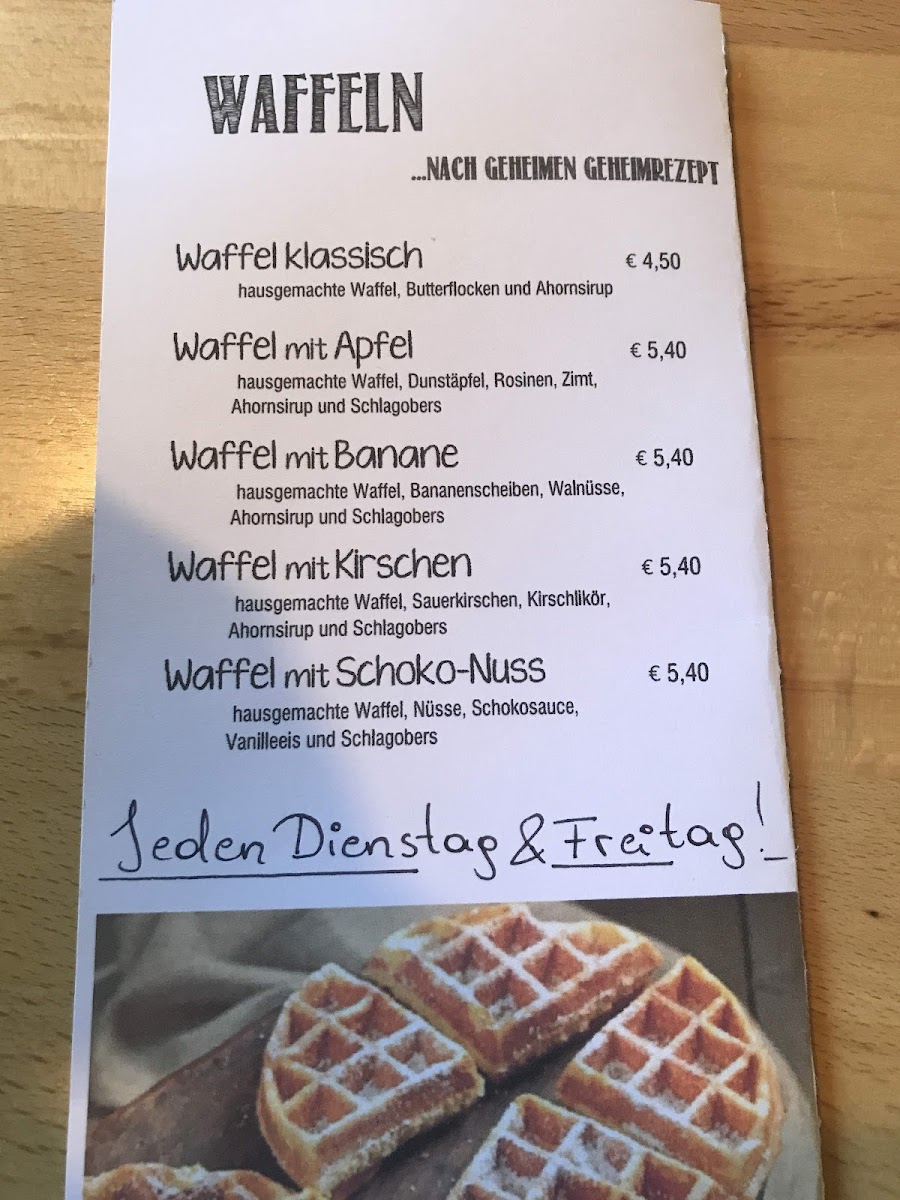 WAFFELN
...NACH GEHEIMEN GEHEIMREZEPT
Waffel klassisch € 4,50
hausgemachte Waffel, Butterflocken und Ahornsirup
Waffel mit Apfel € 5,40
hausgemachte Waffel, Dunstäpfel, Rosinen, Zimt,
Ahornsirup und Schlagobers
Waffel mit Banane € 5,40
hausgemachte Waffel, Bananenscheiben, Walnüsse,
Ahornsirup und Schlagobers
Waffel mit Kirschen € 5,40
hausgemachte Waffel, Sauerkirschen, Kirschlikör,
Ahornsirup und Schlagobers
Waffel mit Schoko-Nuss € 5,40
hausgemachte Waffel, Nüsse, Schokosauce,
Vanilleeis und Schlagobers
Jeden Dienstag & Freitag!